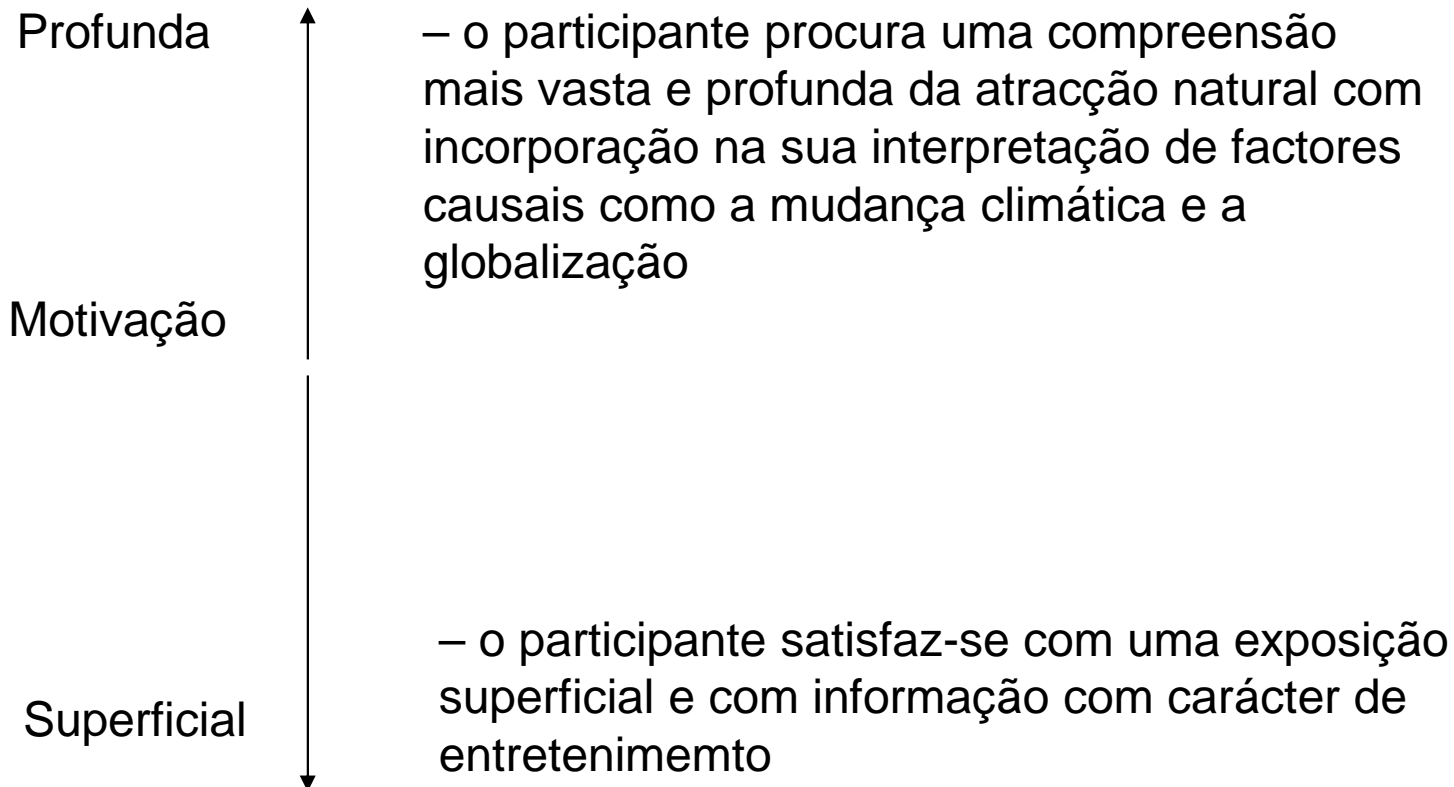 Profunda
– o participante procura uma compreensão
mais vasta e profunda da atracção natural com
incorporação na sua interpretação de factores
causais como a mudança climática e a
globalização
Motivação
– o participante satisfaz-se com uma exposição
superficial e com informação com carácter de
entretenimemto
Superficial